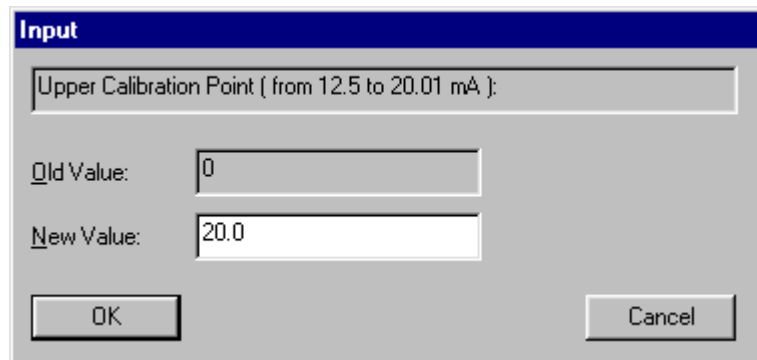 Input
Upper Calibration Point ( from 12.5 to 20.01 mA ):
Old Value: 0
New Value: 20.0
OK Cancel